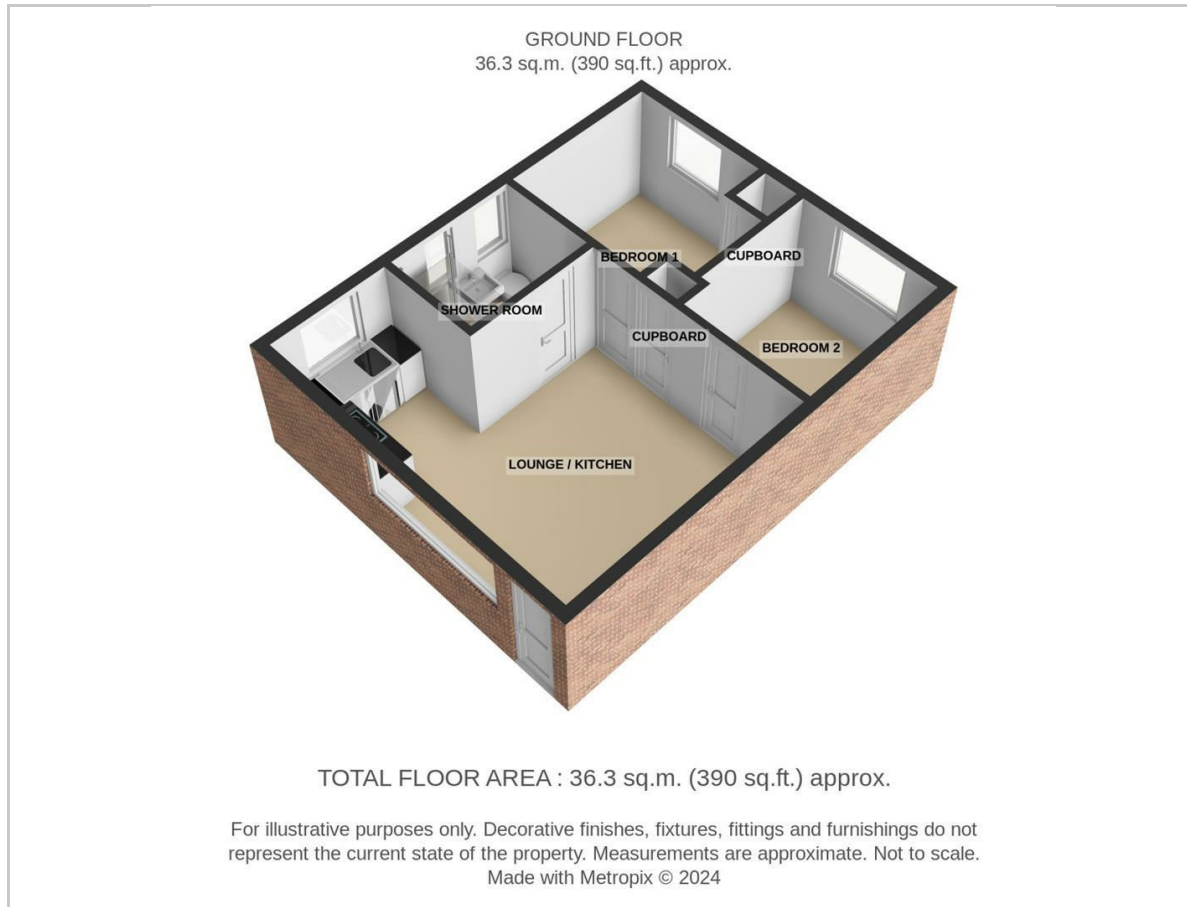 GROUND FLOOR
36.3 sq.m. (390 sq.ft.) approx.
BEDROOM 1
CUPBOARD
SHOWER ROOM
CUPBOARD
BEDROOM 2
LOUNGE / KITCHEN
TOTAL FLOOR AREA : 36.3 sq.m. (390 sq.ft.) approx.
For illustrative purposes only. Decorative finishes, fixtures, fittings and furnishings do not
represent the current state of the property. Measurements are approximate. Not to scale.
Made with Metropix © 2024